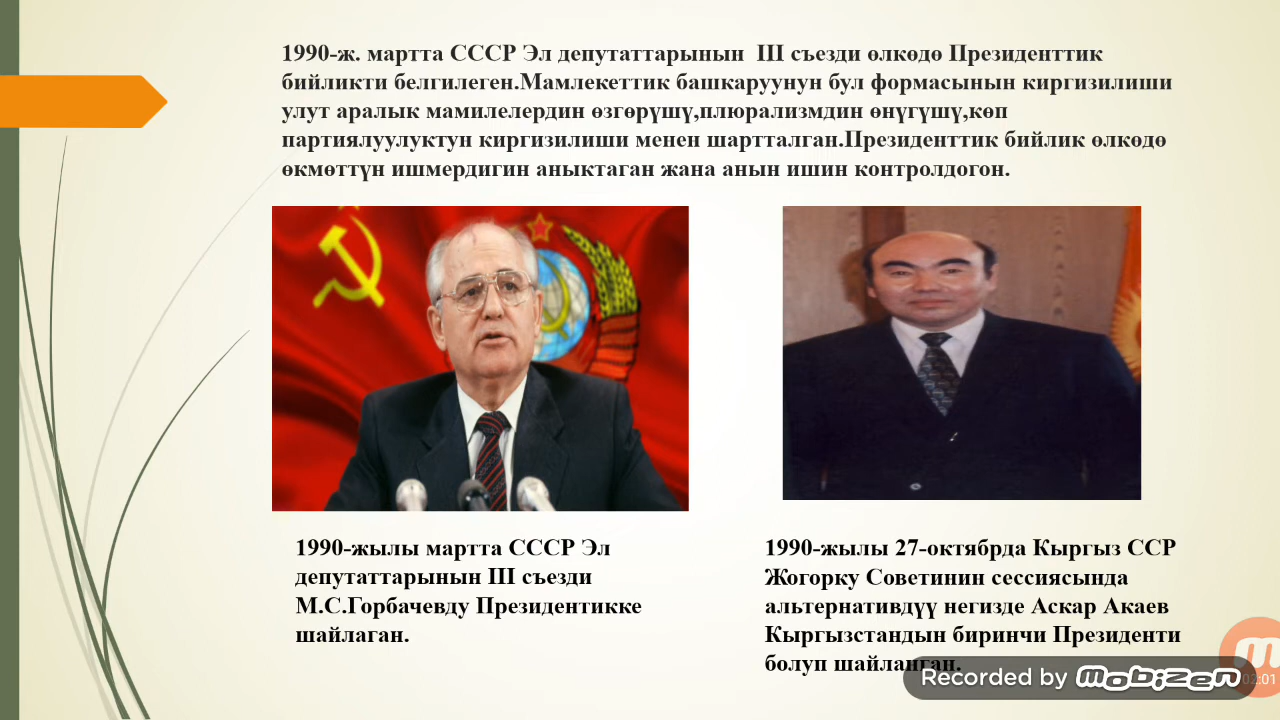 1990-ж. мартта СССР Эл депутаттарынын III съезди өлкөдө Президенттик
бийликти белгилеген.Мамлекеттик башкаруунун бул формасынын киргизилиши
улут аралык мамилелердин өзгөрүшү,плюрализмдин өнүгүшү,көп
партиялуулуктун киргизилиши менен шартталган.Президенттик бийлик өлкөдө
өкмөттүн ишмердигин аныктаган жана анын ишин контролдогон.
1990-жылы мартта СССР Эл
депутаттарынын III съезди
М.С.Горбачевду Президентикке
шайлаган.
1990-жылы 27-октябрда Кыргыз ССР
Жогорку Советинин сессиясында
альтернативдүү негизде Аскар Акаев
Кыргызстандын биринчи Президенти
болуп шайланган.
Recorded by mobizen
02:01